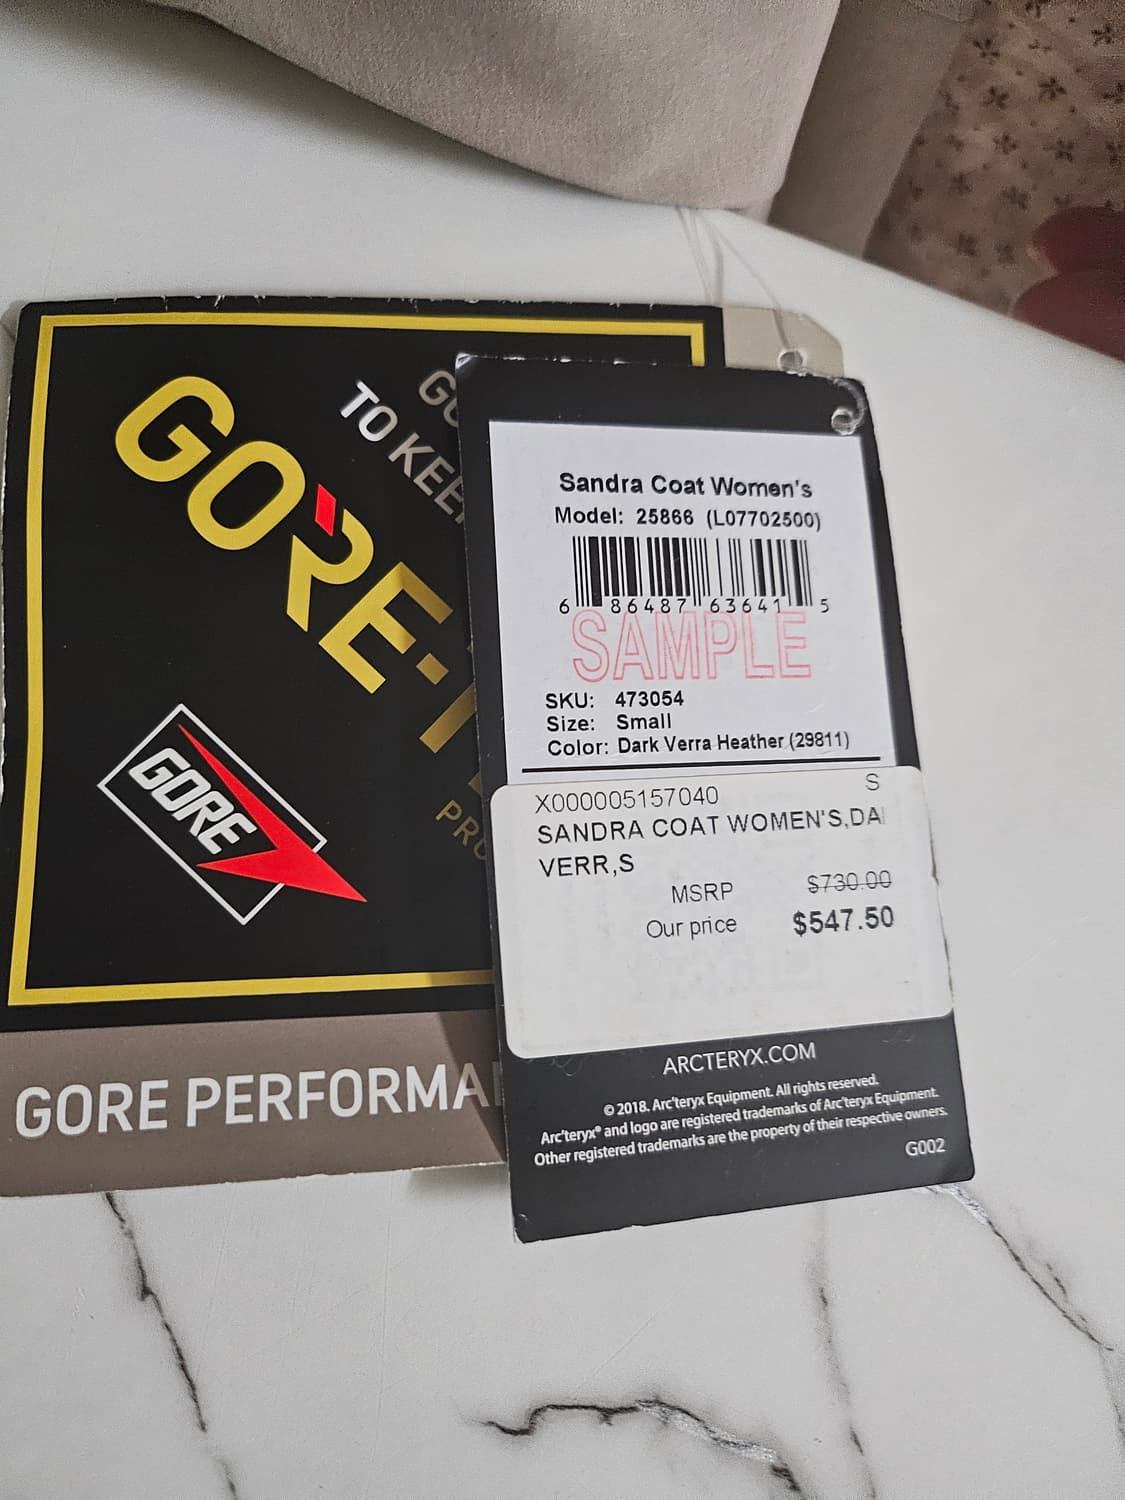 TO KEE
GORE-
GORE
GORE PERFORMA
Sandra Coat Women's
Model: 25866 (L07702500)
6 86487 63641 5
SAMPLE
SKU: 473054
Size: Small
Color: Dark Verra Heather (29811)
X000005157040 S
SANDRA COAT WOMEN'S,DA
VERR,S
MSRP $730.00
Our price $547.50
ARCTERYX.COM
© 2018. Arc'teryx Equipment. All rights reserved.
Arc'teryx® and logo are registered trademarks of Arc'teryx Equipment.
Other registered trademarks are the property of their respective owners.
G002